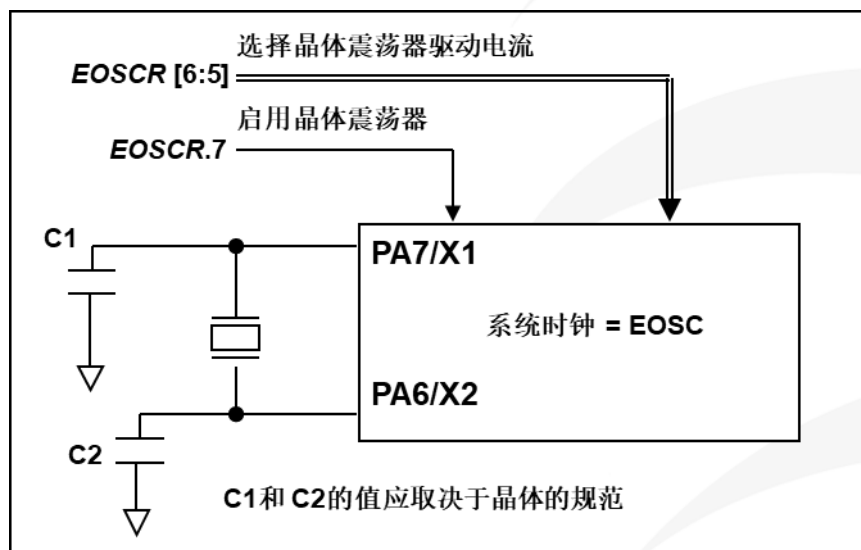 选择晶体震荡器驱动电流
EOSCR [6:5]
启用晶体震荡器
EOSCR.7
C1
PA7/X1
系统时钟 = EOSC
PA6/X2
C2
C1和 C2的值应取决于晶体的规范